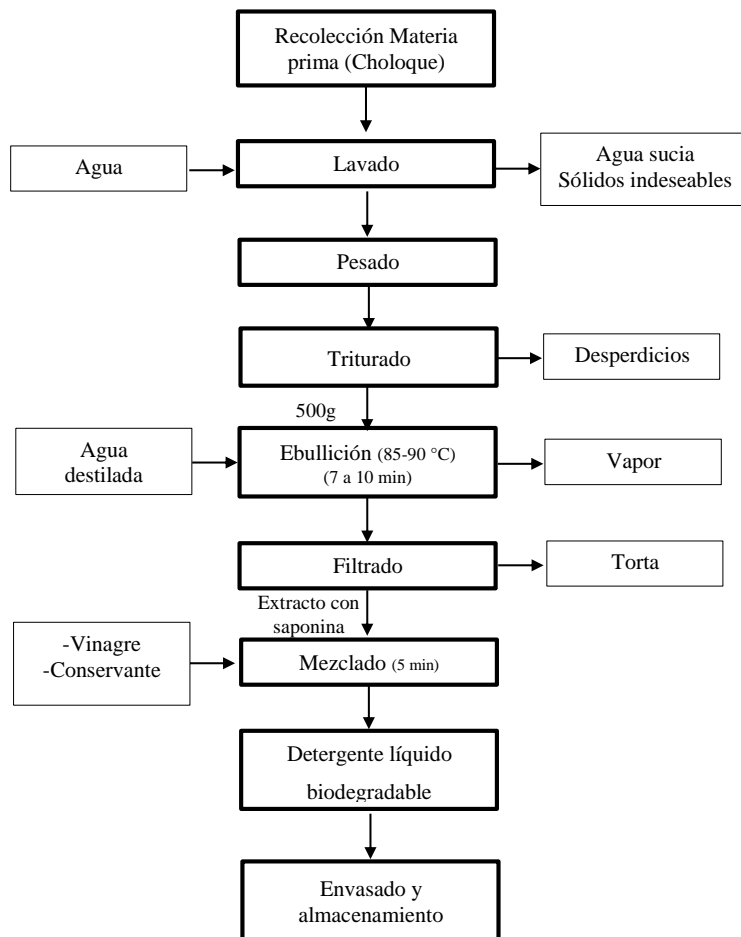 Recolección Materia
prima (Choloque)
Agua
Lavado
Agua sucia
Sólidos indeseables
Pesado
Triturado
Desperdicios
500g
Agua
destilada
Ebullición (85-90 °C)
(7 a 10 min)
Vapor
Filtrado
Torta
Extracto con
saponina
-Vinagre
-Conservante
Mezclado (5 min)
Detergente líquido
biodegradable
Envasado y
almacenamiento